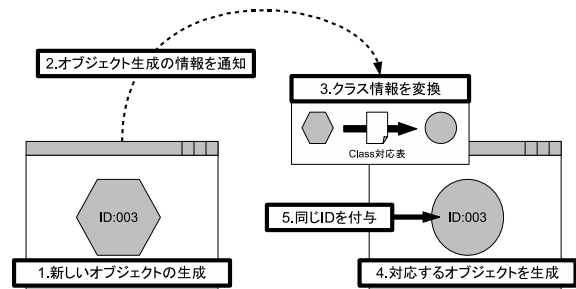 2.オブジェクト生成の情報を通知
3.クラス情報を変換
Class対応表
ID:003
5.同じIDを付与
ID:003
1.新しいオブジェクトの生成
4.対応するオブジェクトを生成